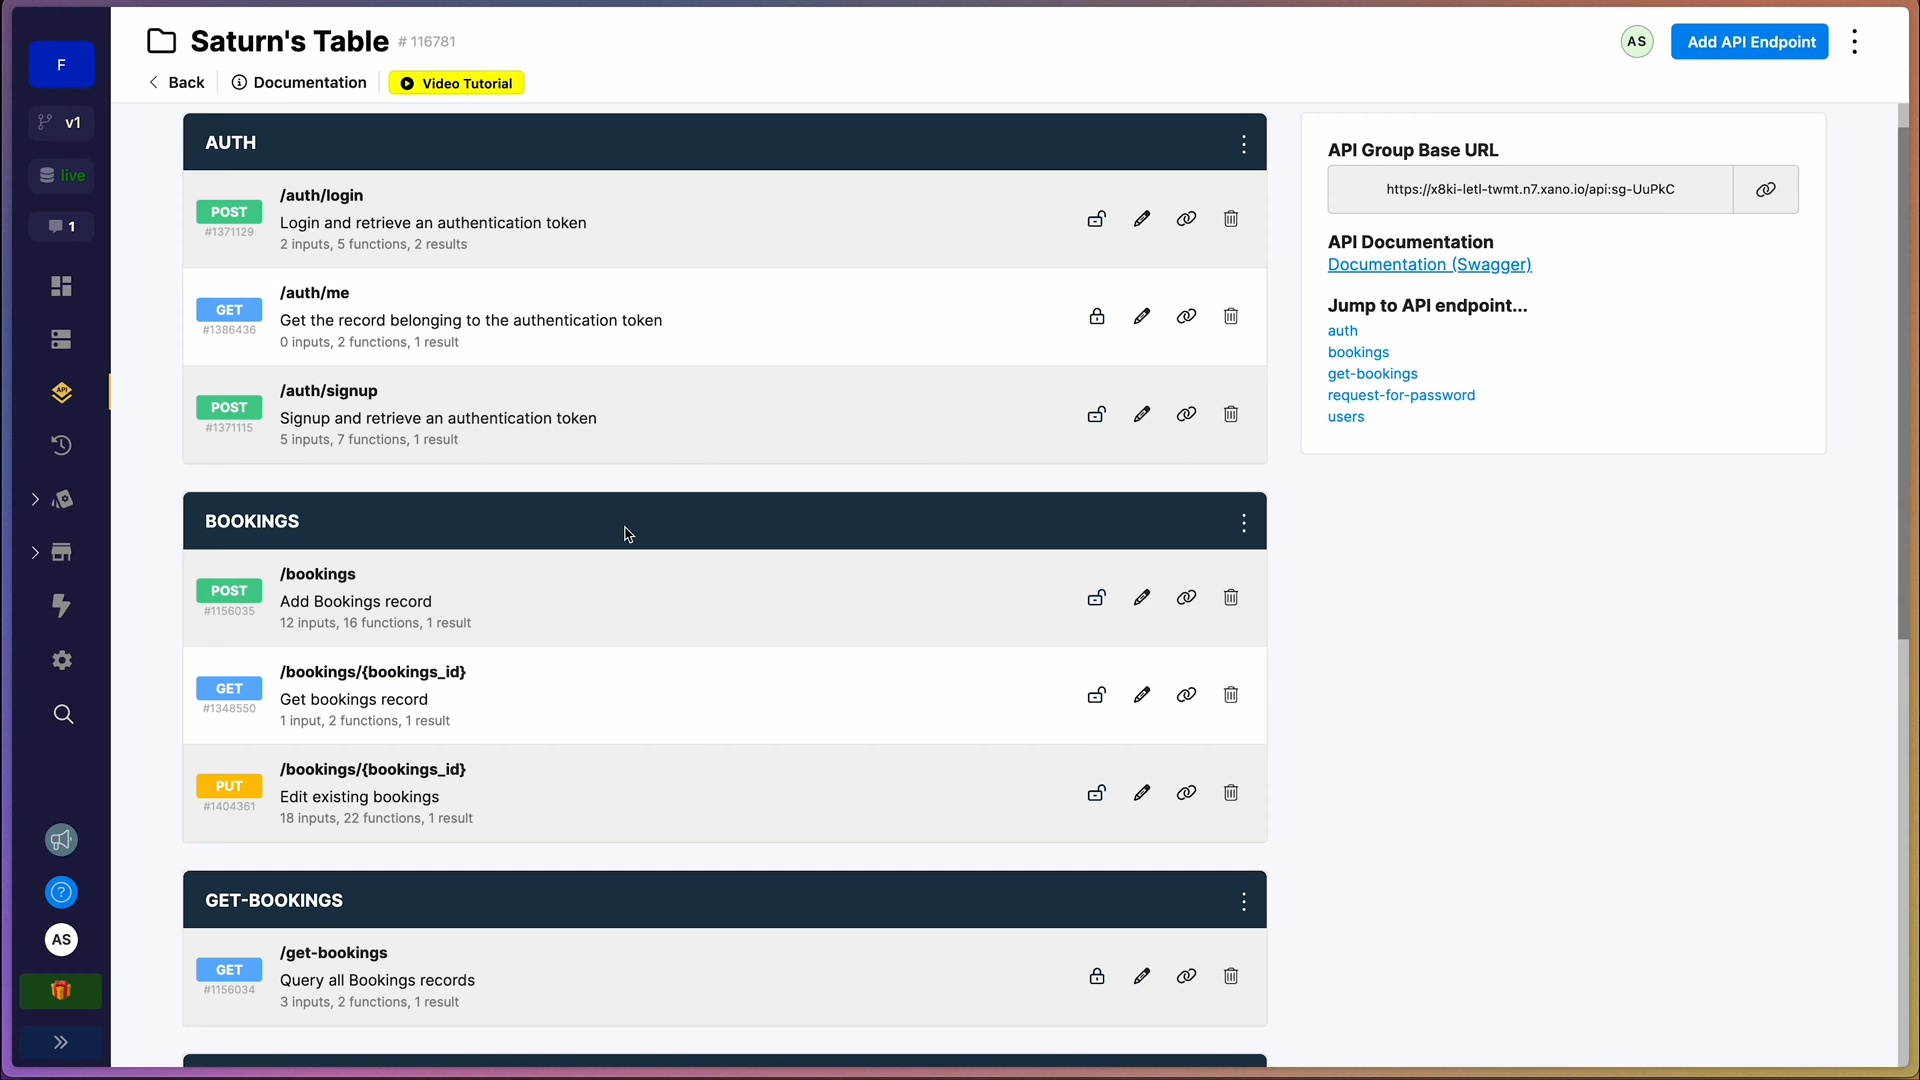 F
v1
live
1
AS
Saturn's Table # 116781
AS
Add API Endpoint
Back
Documentation
Video Tutorial
AUTH
POST
#1371129
/auth/login
Login and retrieve an authentication token
2 inputs, 5 functions, 2 results
GET
#1386436
/auth/me
Get the record belonging to the authentication token
0 inputs, 2 functions, 1 result
POST
#1371115
/auth/signup
Signup and retrieve an authentication token
5 inputs, 7 functions, 1 result
BOOKINGS
POST
#1156035
/bookings
Add Bookings record
12 inputs, 16 functions, 1 result
GET
#1348550
/bookings/{bookings_id}
Get bookings record
1 input, 2 functions, 1 result
PUT
#1404361
/bookings/{bookings_id}
Edit existing bookings
18 inputs, 22 functions, 1 result
GET-BOOKINGS
GET
#1156034
/get-bookings
Query all Bookings records
3 inputs, 2 functions, 1 result
API Group Base URL
https://x8ki-letl-twmt.n7.xano.io/api:sg-UuPkC
API Documentation
Documentation (Swagger)
Jump to API endpoint...
auth
bookings
get-bookings
request-for-password
users